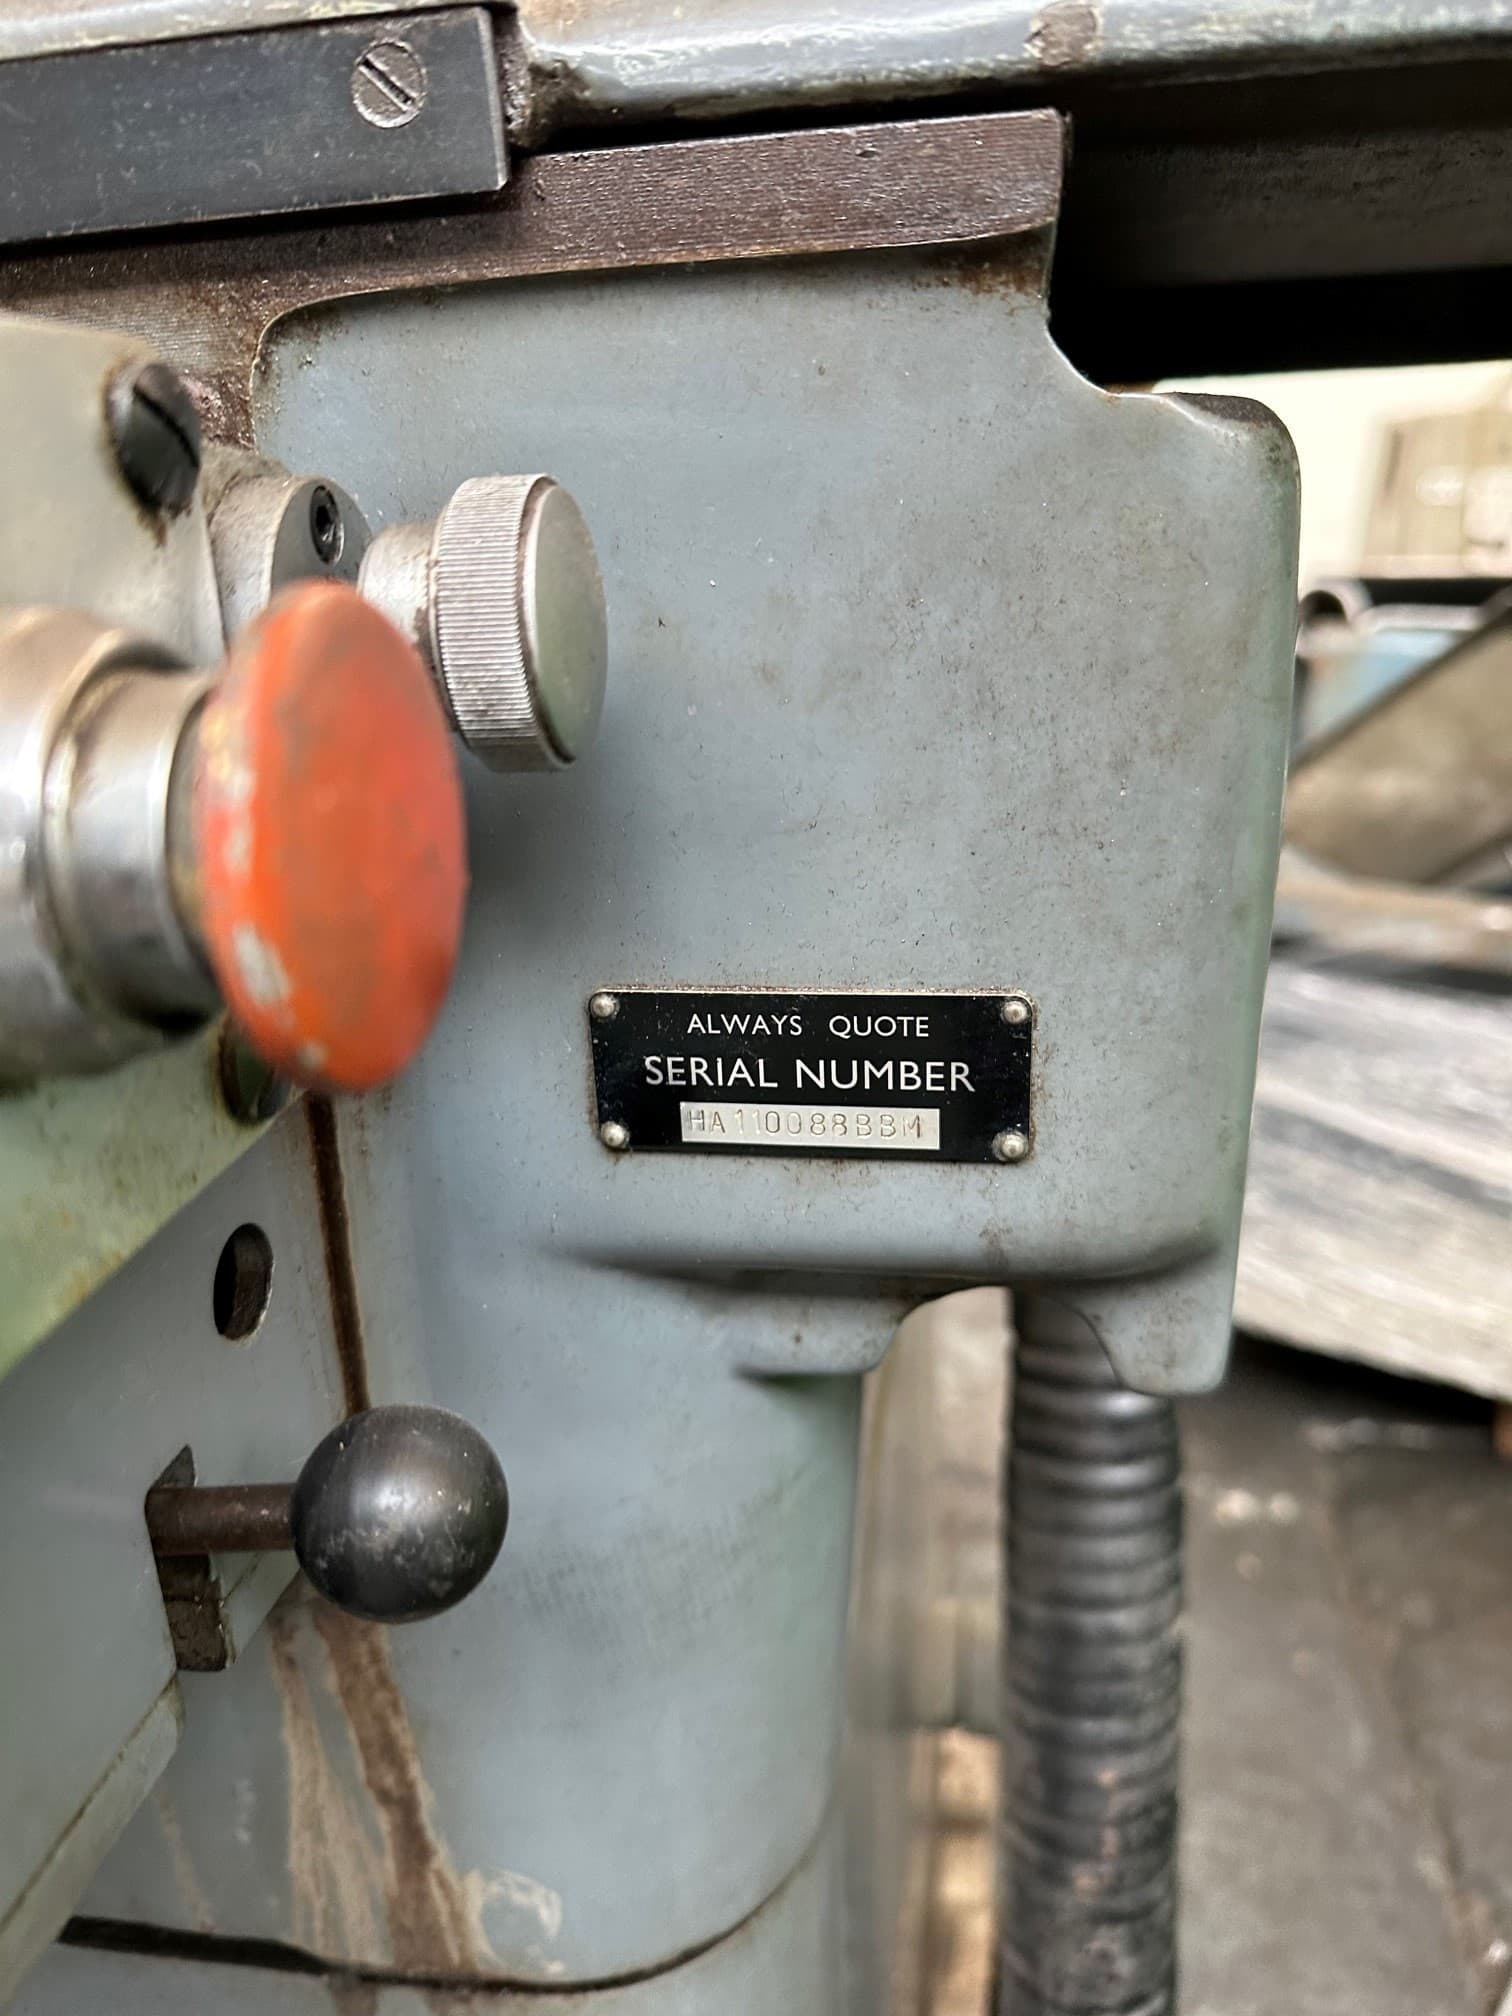 ALWAYS QUOTE
SERIAL NUMBER
HA110088BBM